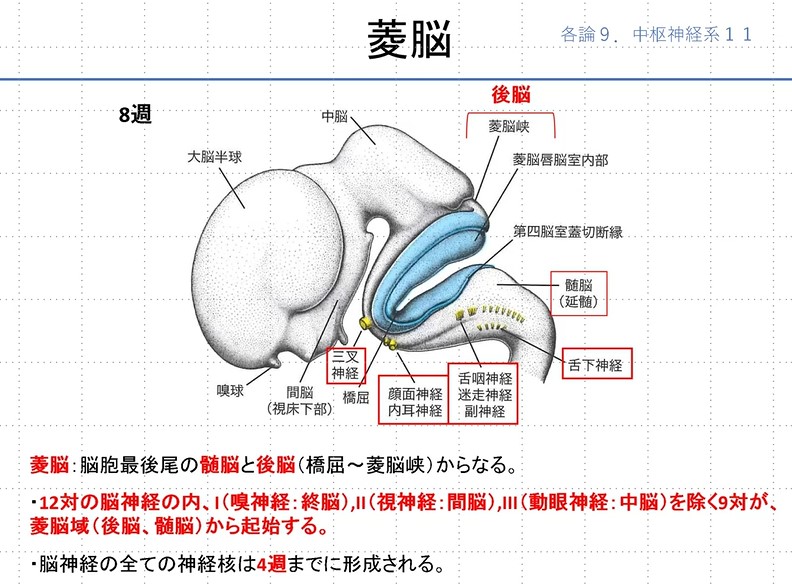 菱脳
各論９．中枢神経系１１
8週
後脳
中脳
菱脳峡
大脳半球
菱脳唇脳室内部
第四脳室蓋切断縁
髄脳
（延髄）
三叉
神経
舌下神経
嗅球
間脳
（視床下部）
橋屈
顔面神経
内耳神経
舌咽神経
迷走神経
副神経
菱脳：脳胞最後尾の髄脳と後脳（橋屈～菱脳峡）からなる。
・12対の脳神経の内、I（嗅神経：終脳）,II（視神経：間脳）,III（動眼神経：中脳）を除く9対が、
菱脳域（後脳、髄脳）から起始する。
・脳神経の全ての神経核は4週までに形成される。